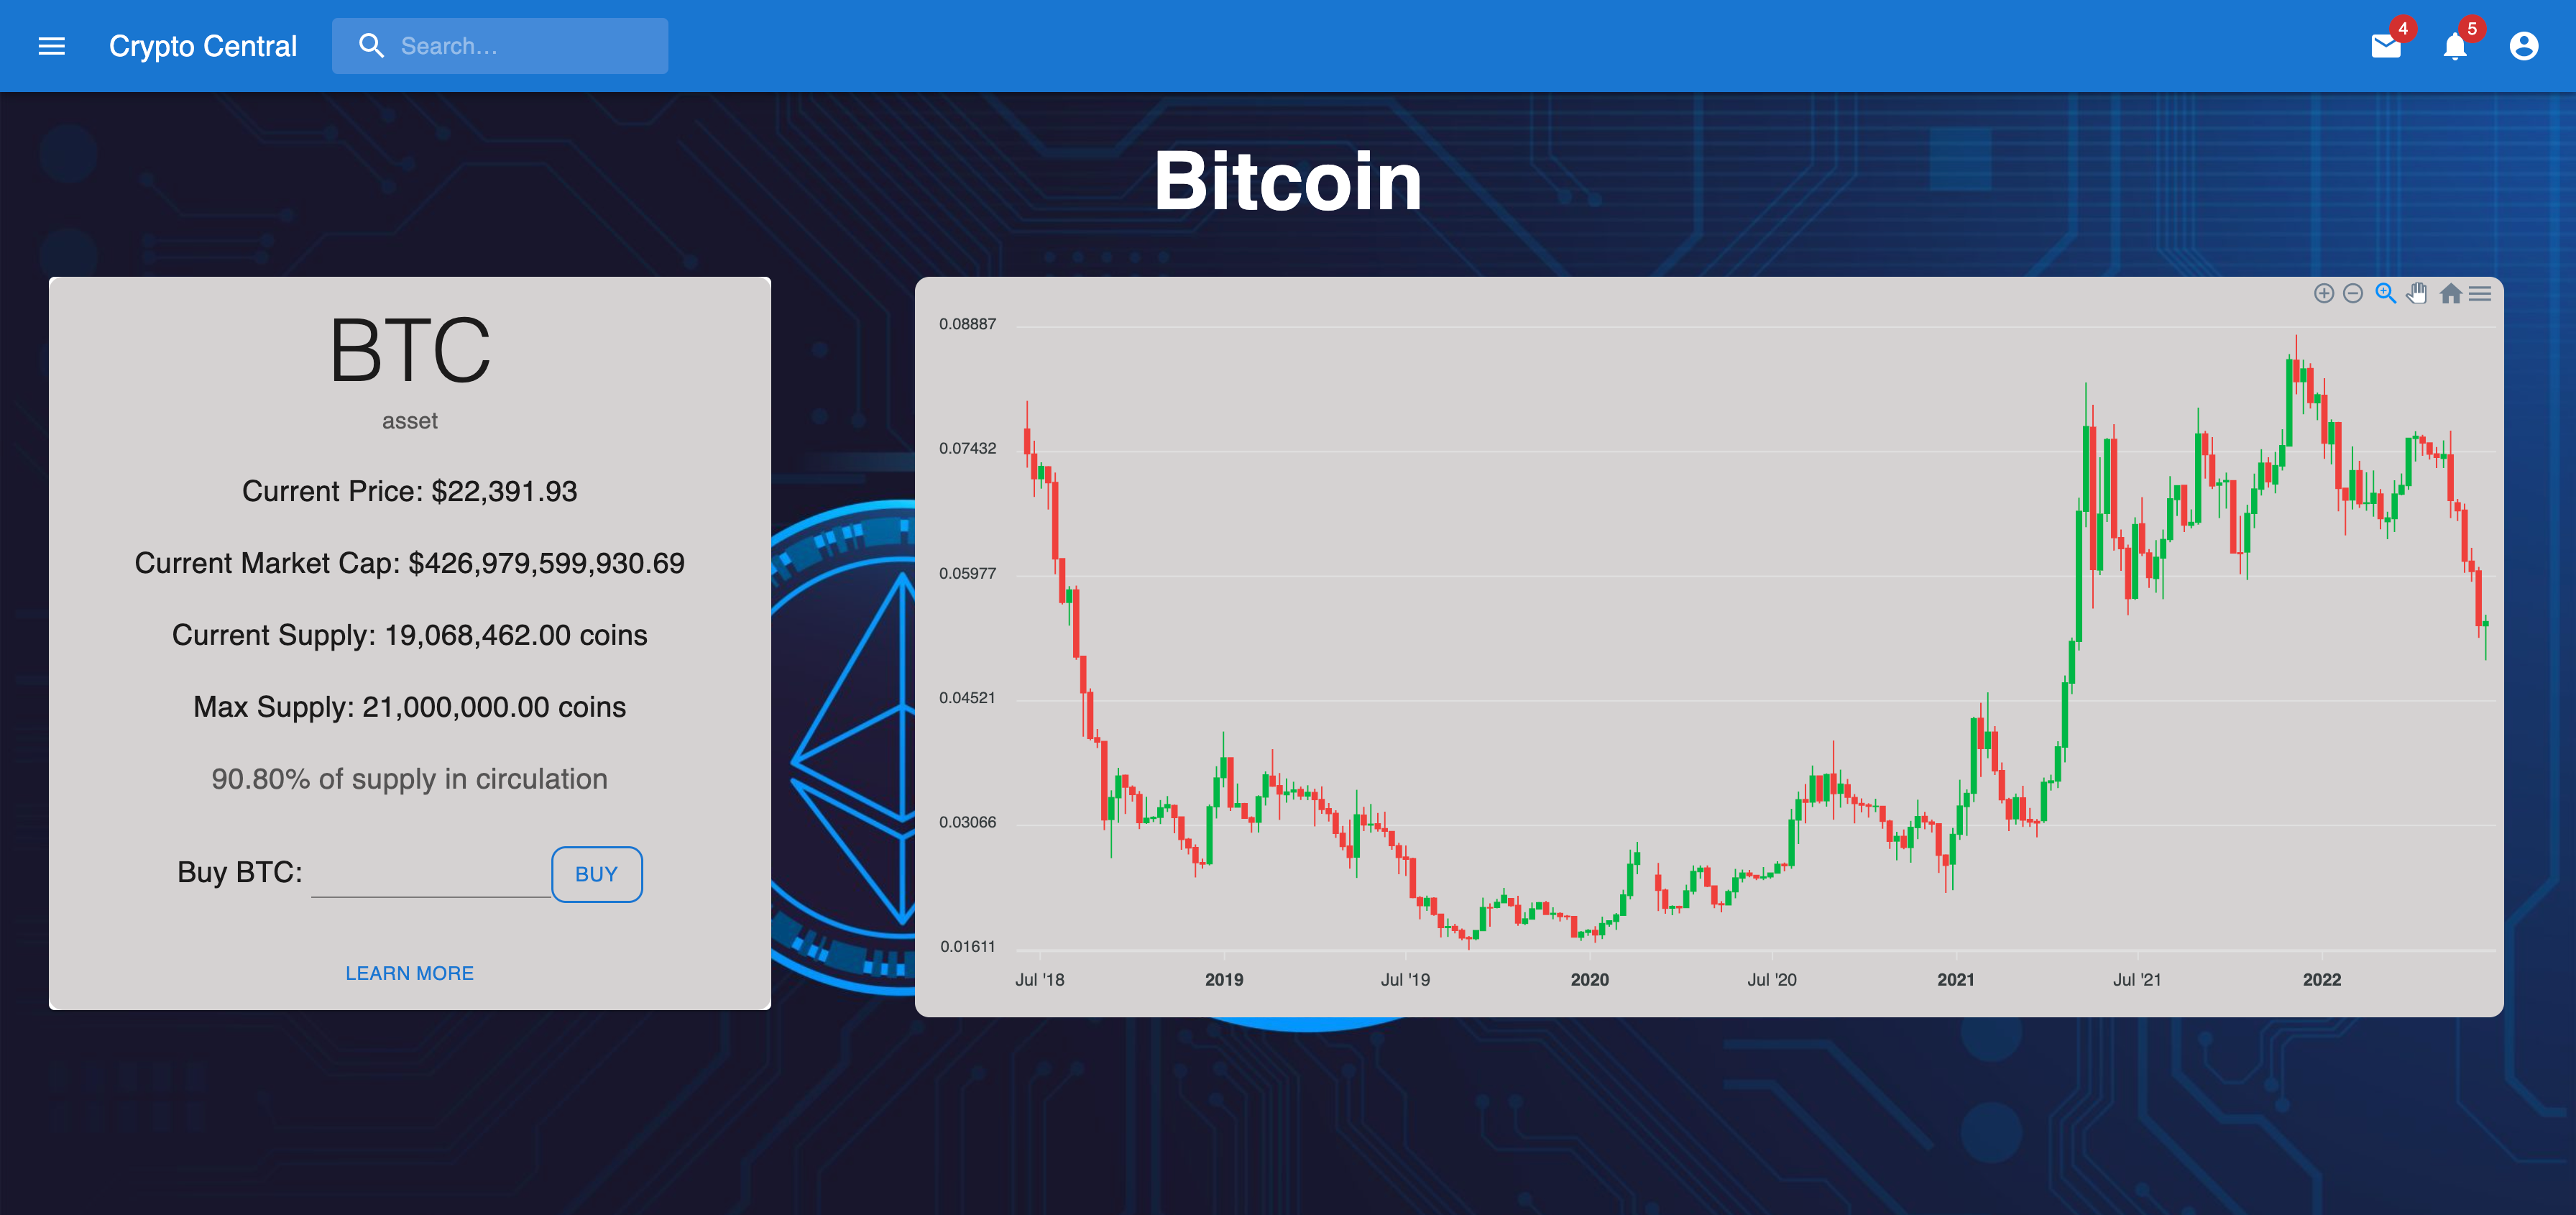 Crypto Central
Search...
4
5
Bitcoin
BTC
asset
Current Price: $22,391.93
Current Market Cap: $426,979,599,930.69
Current Supply: 19,068,462.00 coins
Max Supply: 21,000,000.00 coins
90.80% of supply in circulation
Buy BTC:
BUY
LEARN MORE
0.08887
0.07432
0.05977
0.04521
0.03066
0.01611
Jul '18
2019
Jul '19
2020
Jul '20
2021
Jul '21
2022